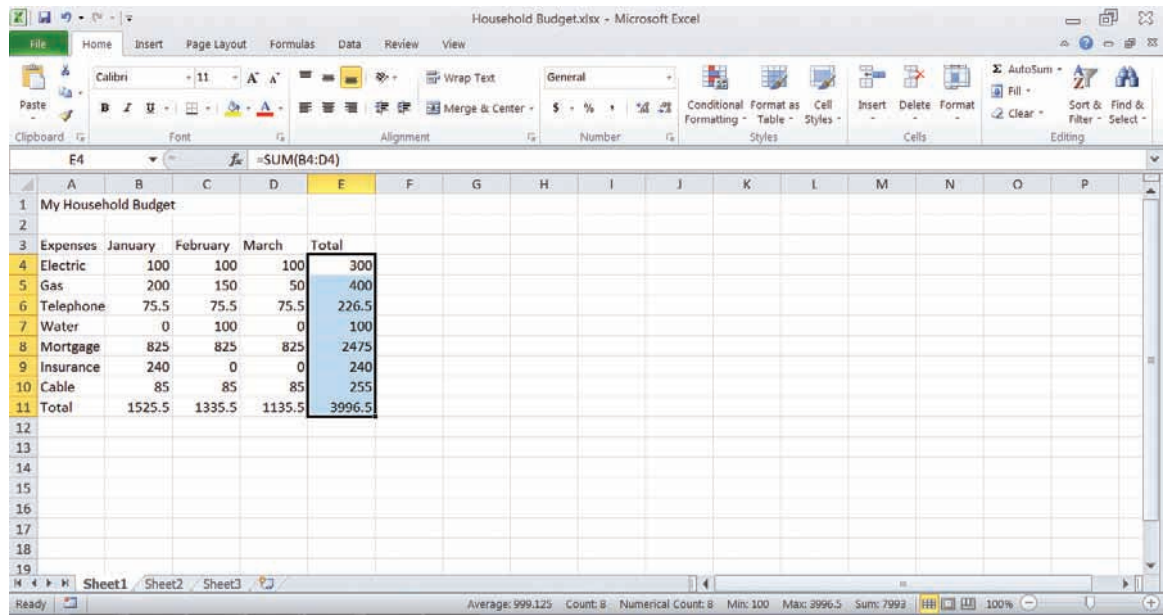 Household Budget.xlsx - Microsoft Excel
File Home Insert Page Layout Formulas Data Review View
Paste
Calibri 11 A A
B I U A
Wrap Text
Merge & Center
General
$ % ,
Conditional Formatting
Format as Table
Cell Styles
Insert Delete Format
Σ AutoSum
Fill
Clear
Sort & Filter
Find & Select
Clipboard Font Alignment Number Styles Cells Editing
E4 fx =SUM(B4:D4)
A B C D E F G H I J K L M N O P
1 My Household Budget
2
3 Expenses January February March Total
4 Electric 100 100 100 300
5 Gas 200 150 50 400
6 Telephone 75.5 75.5 75.5 226.5
7 Water 0 100 0 100
8 Mortgage 825 825 825 2475
9 Insurance 240 0 0 240
10 Cable 85 85 85 255
11 Total 1525.5 1335.5 1135.5 3996.5
12
13
14
15
16
17
18
19
Sheet1 Sheet2 Sheet3
Ready Average: 999.125 Count: 8 Numerical Count: 8 Min: 100 Max: 3996.5 Sum: 7993 100%